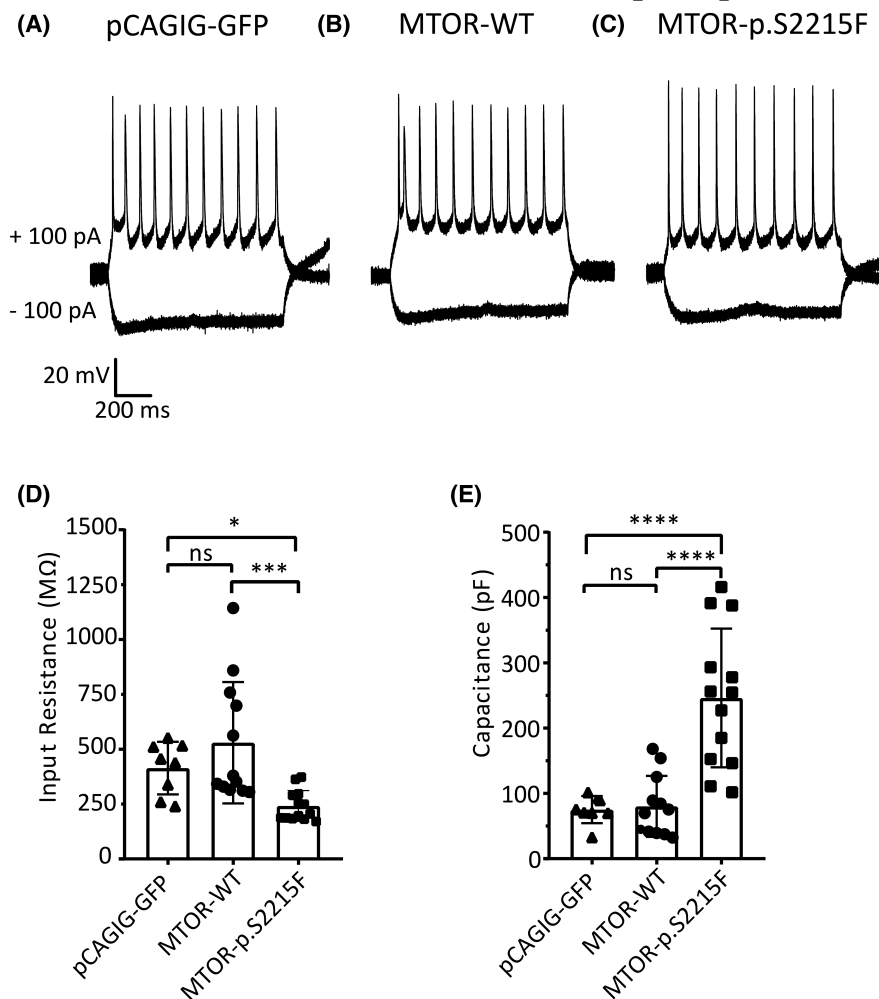 (A) pCAGIG-GFP (B) MTOR-WT (C) MTOR-p.S2215F
+ 100 pA
- 100 pA
20 mV
200 ms
(D) (E)
Input Resistance (MΩ)
1500
1250
1000
750
500
250
0
*
ns
***
pCAGIG-GFP
MTOR-WT
MTOR-p.S2215F
Capacitance (pF)
500
400
300
200
100
0
****
ns
****
pCAGIG-GFP
MTOR-WT
MTOR-p.S2215F